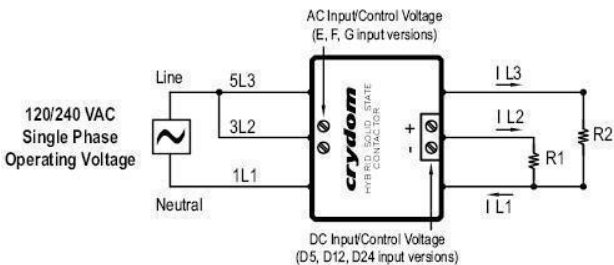 AC Input/Control Voltage
(E, F, G input versions)
120/240 VAC
Single Phase
Operating Voltage
Line
Neutral
5L3
3L2
1L1
crydom
HYBRID SOLID STATE
CONTACTOR
+
-
I L3
I L2
I L1
R1
R2
DC Input/Control Voltage
(D5, D12, D24 input versions)